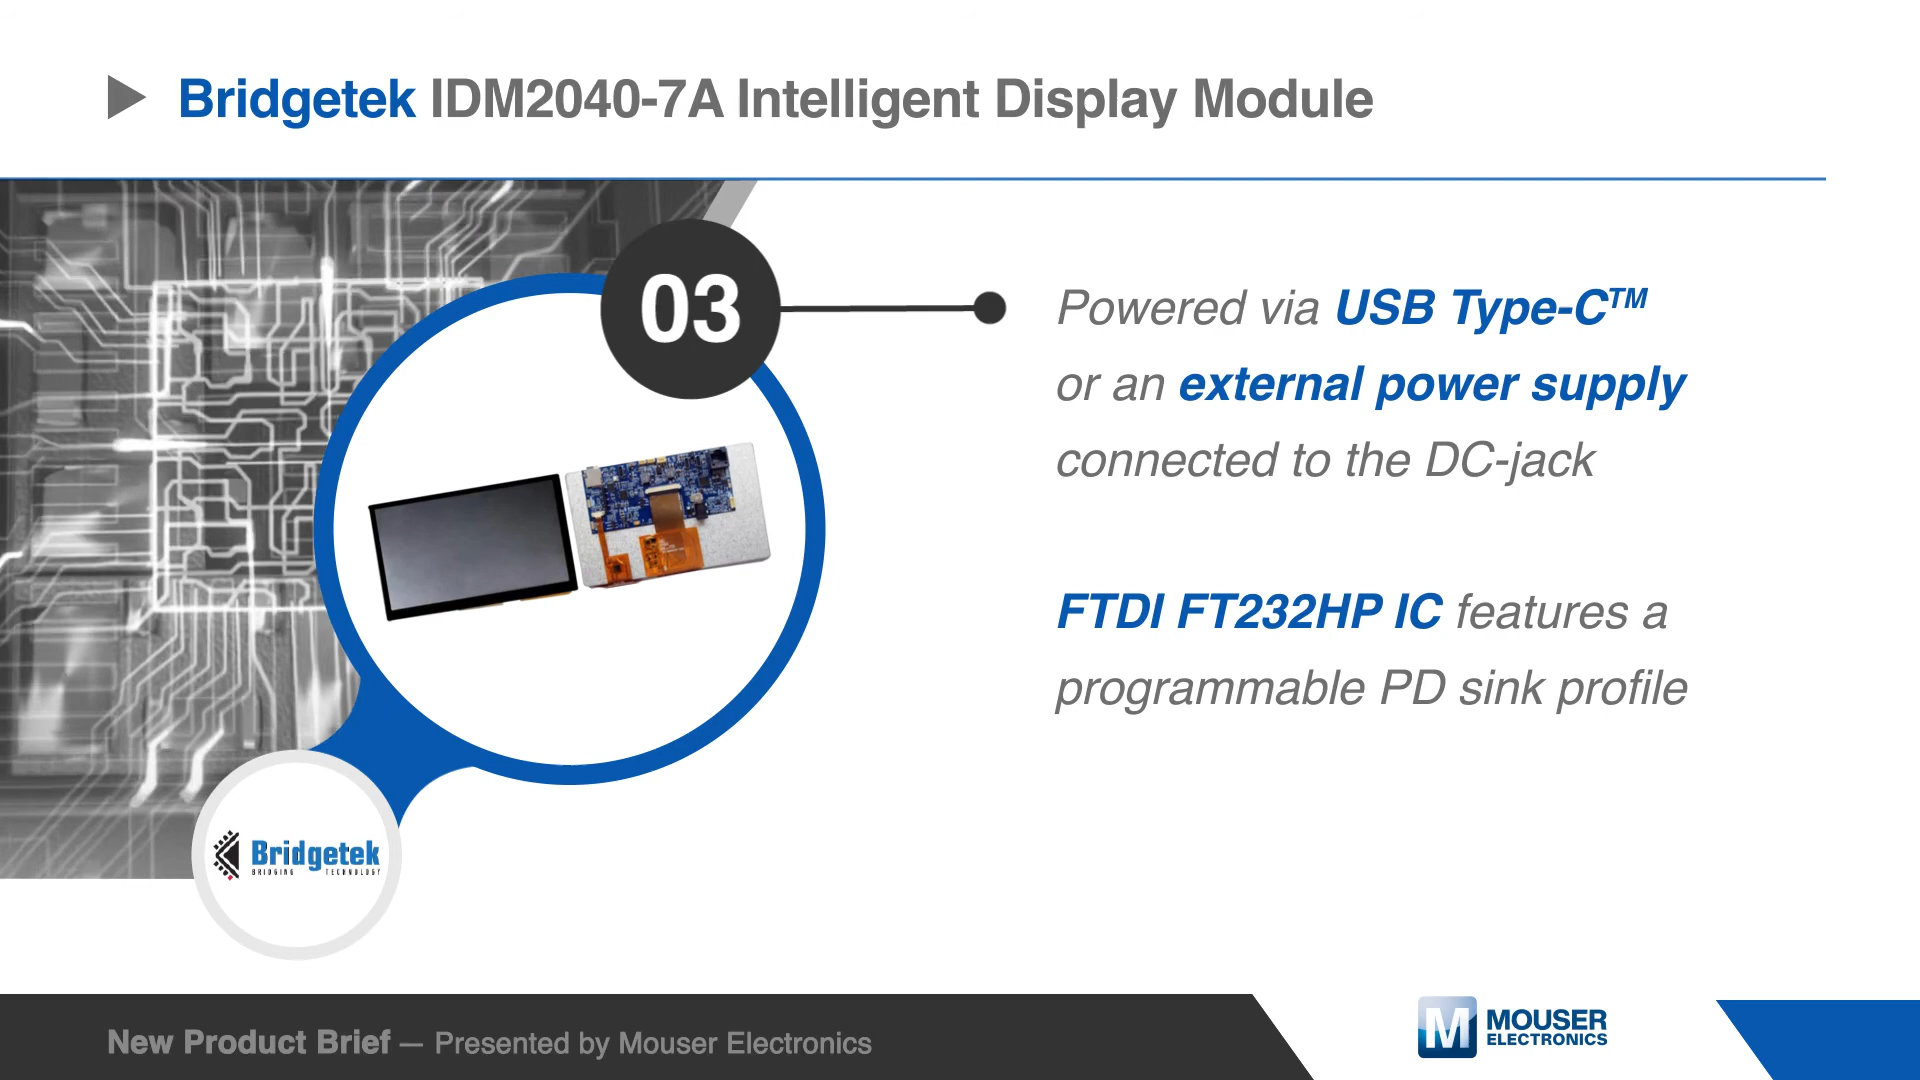 Bridgetek IDM2040-7A Intelligent Display Module
03
Powered via USB Type-C™
or an external power supply
connected to the DC-jack
FTDI FT232HP IC features a
programmable PD sink profile
Bridgetek
BRIDGING TECHNOLOGY
New Product Brief — Presented by Mouser Electronics
M
MOUSER
ELECTRONICS